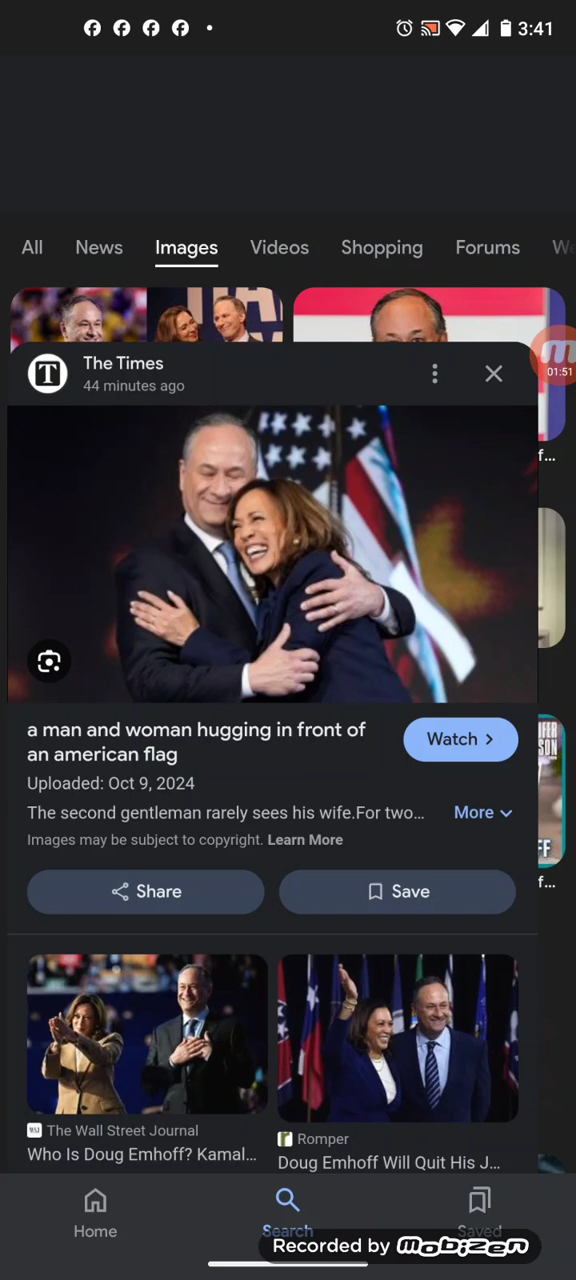 3:41
All News Images Videos Shopping Forums
01:51
The Times
44 minutes ago
f...
a man and woman hugging in front of
an american flag
Watch
Uploaded: Oct 9, 2024
The second gentleman rarely sees his wife.For two...
More
Images may be subject to copyright. Learn More
Share
Save
f...
WSJ
The Wall Street Journal
Who Is Doug Emhoff? Kamal...
Romper
Doug Emhoff Will Quit His J...
Home
Search
Saved
Recorded by mobizen